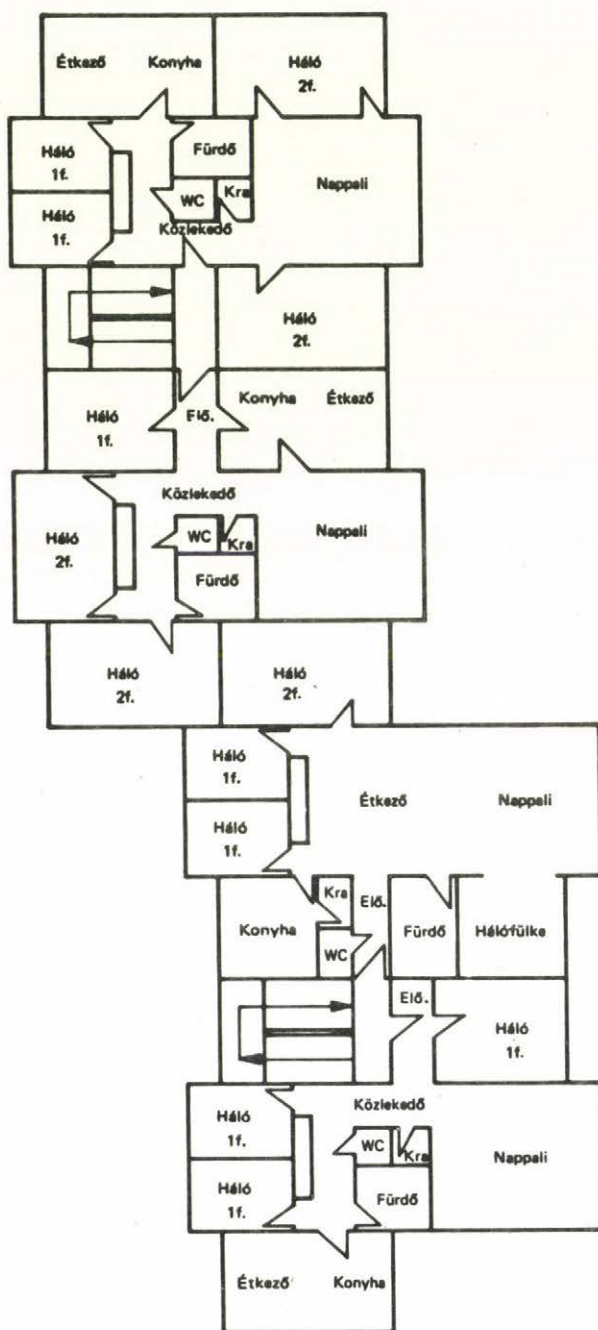 Étkező Konyha
Háló
2f.
Háló
1f.
Fürdő
Nappali
WC
Kra
Háló
1f.
Közlekedő
Háló
2f.
Háló
1f.
Elő.
Konyha Étkező
Közlekedő
Háló
2f.
WC
Kra
Nappali
Fürdő
Háló
2f.
Háló
2f.
Háló
1f.
Étkező Nappali
Háló
1f.
Konyha
Kra
Elő.
Fürdő
Hálófülke
WC
Elő.
Háló
1f.
Közlekedő
Háló
1f.
WC
Kra
Nappali
Háló
1f.
Fürdő
Étkező Konyha